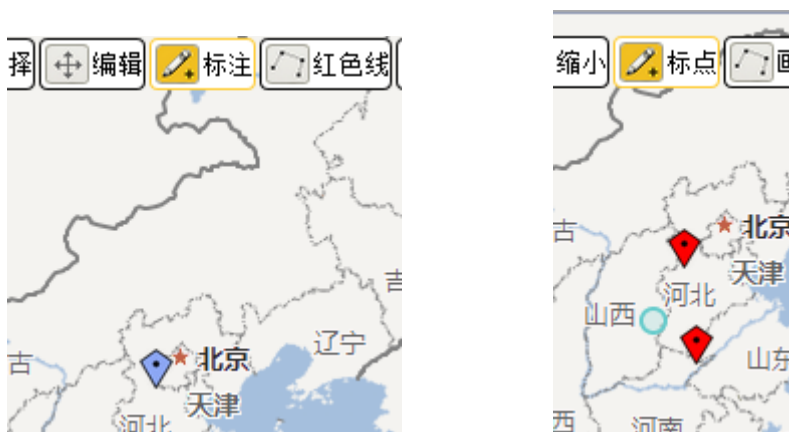 择 编辑 标注 红色线
北京
辽宁
吉
古
天津
河北
缩小 标点 画
北京
古
天津
河北
山西
山东
西
河南